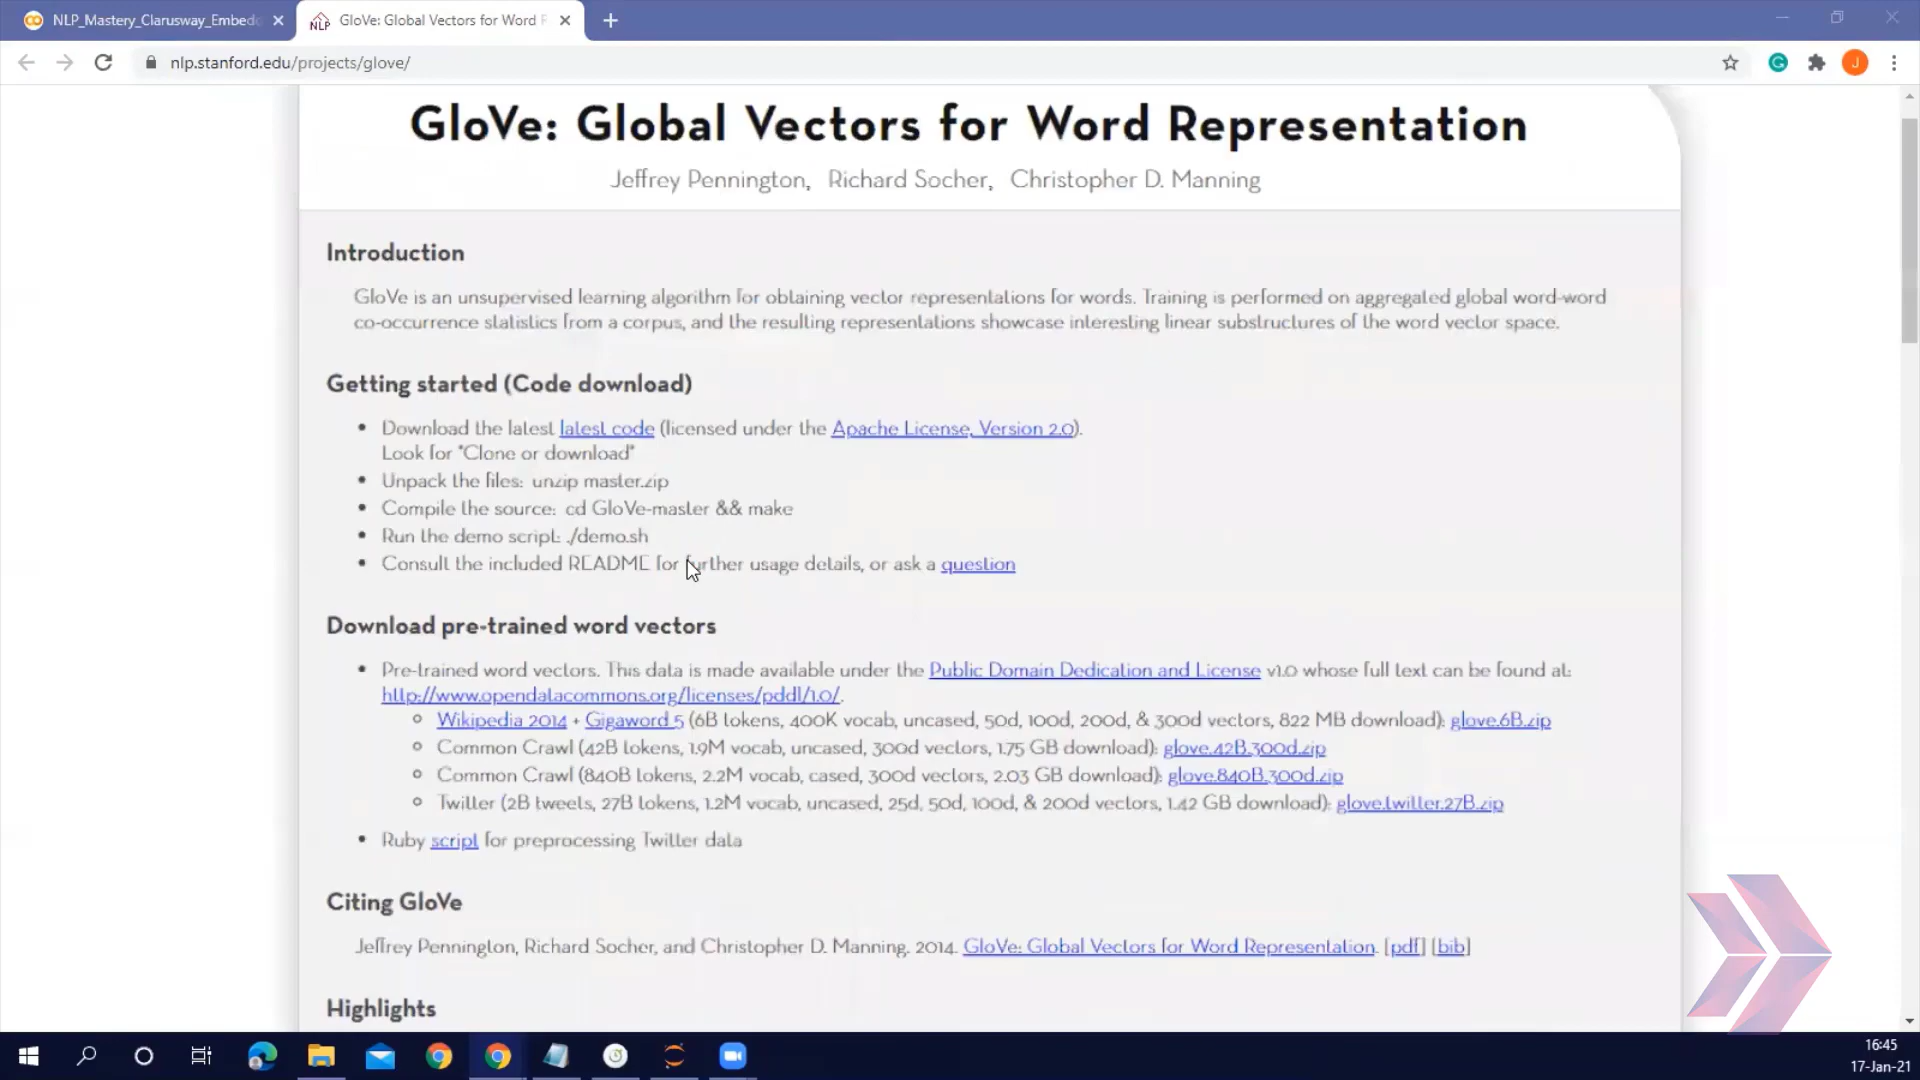 NLP_Mastery_Clarusway_Embed
NLP
GloVe: Global Vectors for Word
nlp.stanford.edu/projects/glove/
J
GloVe: Global Vectors for Word Representation
Jeffrey Pennington, Richard Socher, Christopher D. Manning
Introduction
GloVe is an unsupervised learning algorithm for obtaining vector representations for words. Training is performed on aggregated global word-word
co-occurrence statistics from a corpus, and the resulting representations showcase interesting linear substructures of the word vector space.
Getting started (Code download)
Download the latest latest code (licensed under the Apache License, Version 2.0).
Look for "Clone or download"
Unpack the files: unzip master.zip
Compile the source: cd GloVe-master && make
Run the demo script: ./demo.sh
Consult the included README for further usage details, or ask a question
Download pre-trained word vectors
Pre-trained word vectors. This data is made available under the Public Domain Dedication and License v1.0 whose full text can be found at:
http://www.opendatacommons.org/licenses/pddl/1.0/.
Wikipedia 2014 + Gigaword 5 (6B tokens, 400K vocab, uncased, 50d, 100d, 200d, & 300d vectors, 822 MB download): glove.6B.zip
Common Crawl (42B tokens, 1.9M vocab, uncased, 300d vectors, 1.75 GB download): glove.42B.300d.zip
Common Crawl (840B tokens, 2.2M vocab, cased, 300d vectors, 2.03 GB download): glove.840B.300d.zip
Twitter (2B tweets, 27B tokens, 1.2M vocab, uncased, 25d, 50d, 100d, & 200d vectors, 1.42 GB download): glove.twitter.27B.zip
Ruby script for preprocessing Twitter data
Citing GloVe
Jeffrey Pennington, Richard Socher, and Christopher D. Manning. 2014. GloVe: Global Vectors for Word Representation. [pdf] [bib]
Highlights
16:45
17-Jan-21